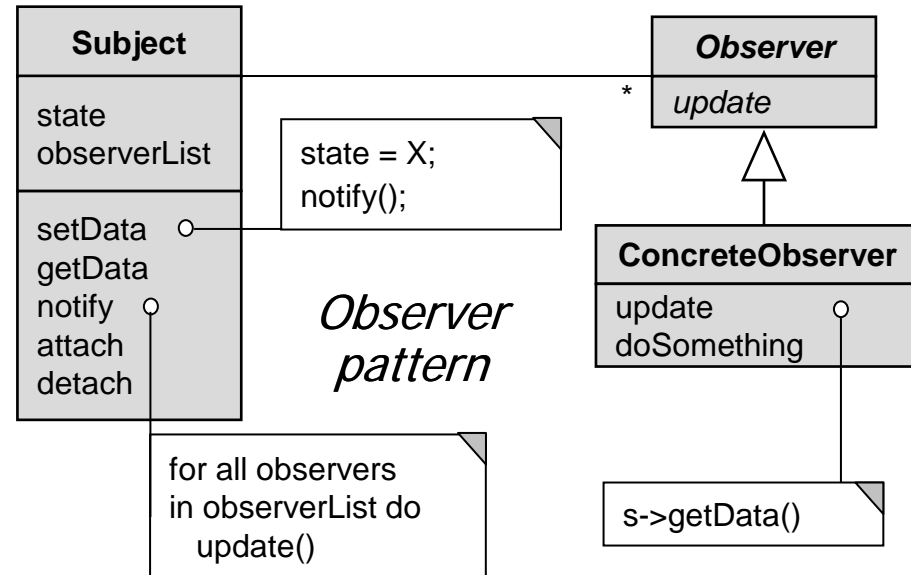 Subject
state
observerList
setData
getData
notify
attach
detach
state = X;
notify();
Observer
pattern
for all observers
in observerList do
update()
*
Observer
update
ConcreteObserver
update
doSomething
s->getData()